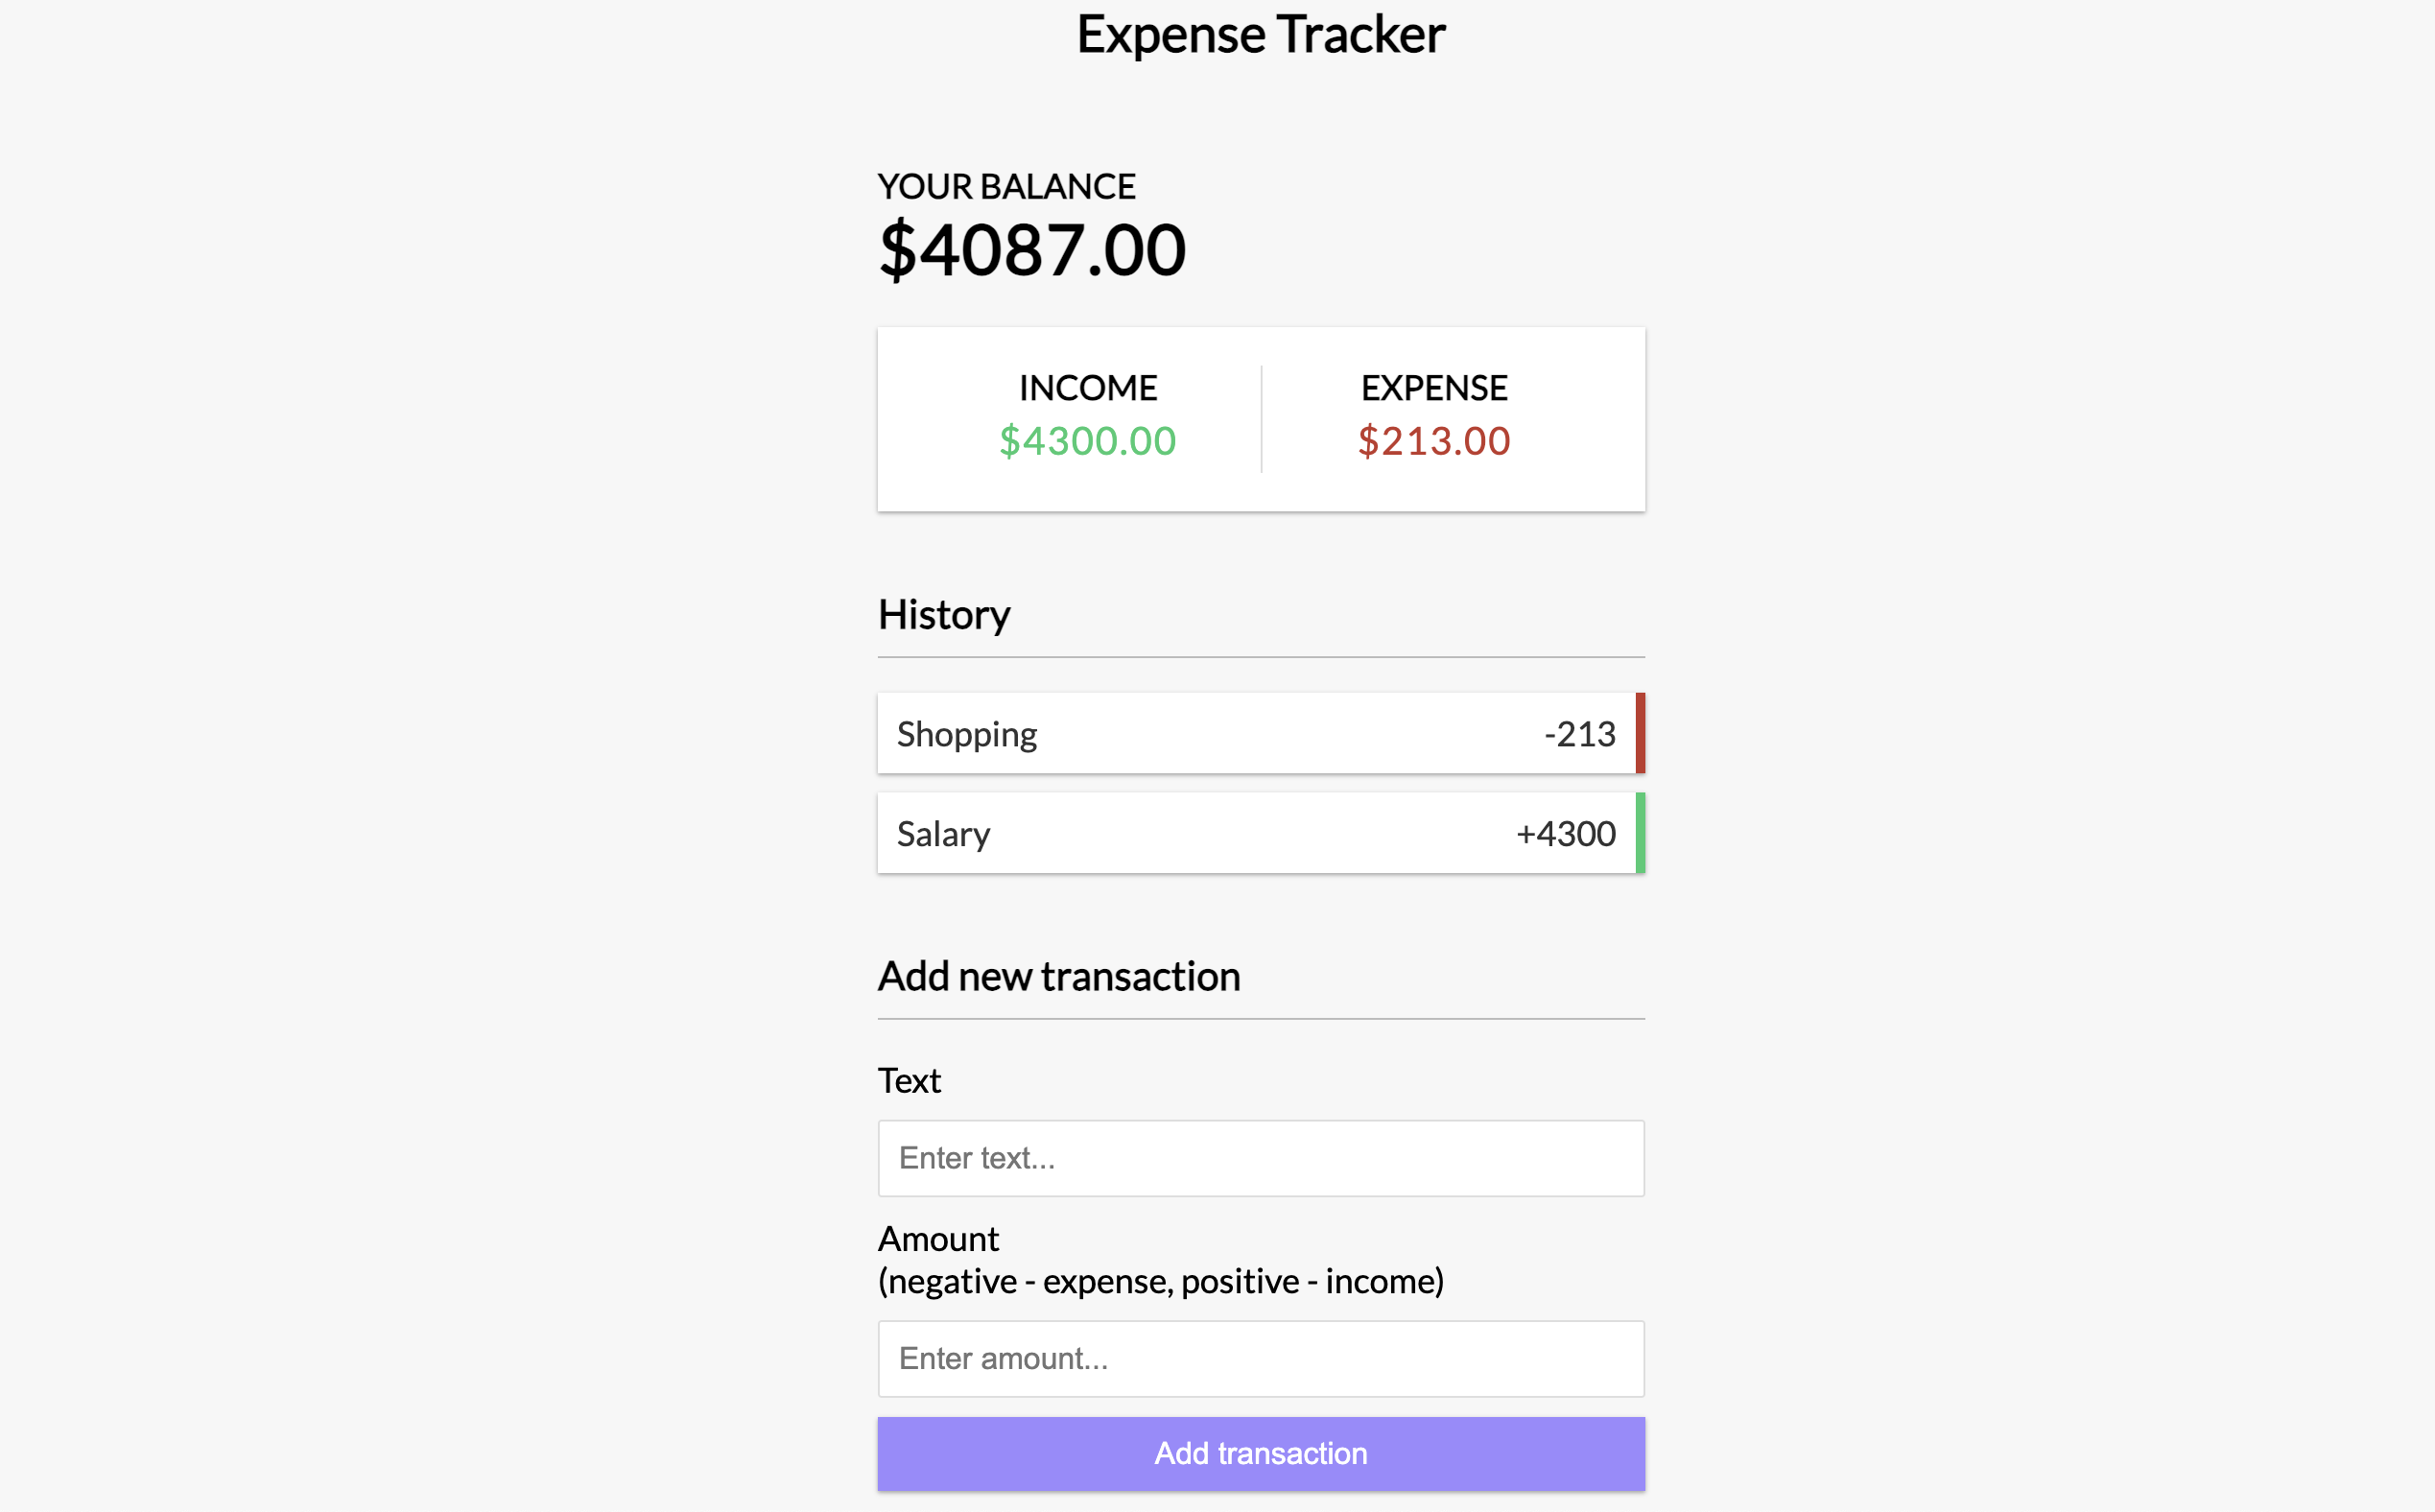 Expense Tracker
YOUR BALANCE
$4087.00
INCOME
EXPENSE
$4300.00
$213.00
History
Shopping -213
Salary +4300
Add new transaction
Text
Enter text...
Amount
(negative - expense, positive - income)
Enter amount...
Add transaction